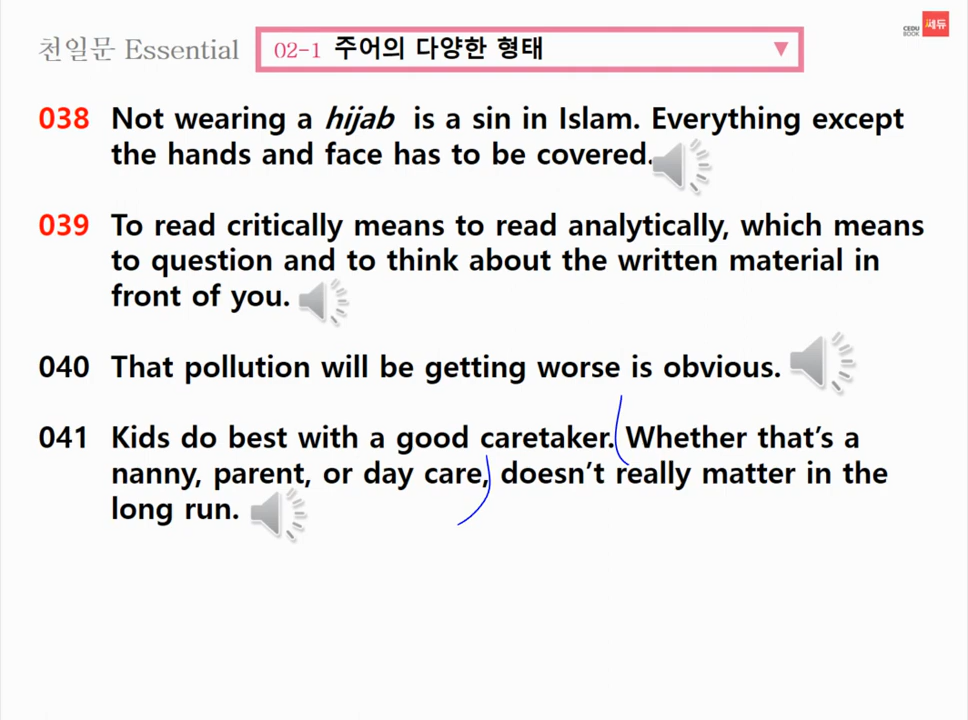 천일문 Essential
02-1 주어의 다양한 형태
CEDU BOOK 쎄듀
038 Not wearing a hijab is a sin in Islam. Everything except
the hands and face has to be covered.
039 To read critically means to read analytically, which means
to question and to think about the written material in
front of you.
040 That pollution will be getting worse is obvious.
041 Kids do best with a good caretaker. Whether that's a
nanny, parent, or day care, doesn't really matter in the
long run.